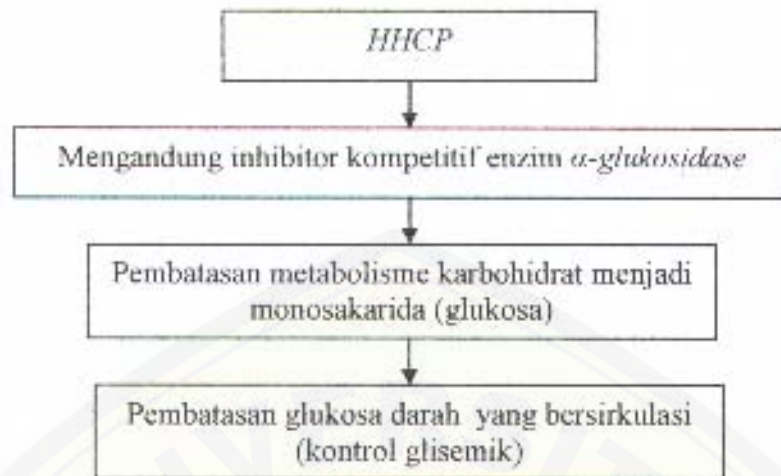 HHCP
Mengandung inhibitor kompetitif enzim α-glukosidase
Pembatasan metabolisme karbohidrat menjadi
monosakarida (glukosa)
Pembatasan glukosa darah yang bersirkulasi
(kontrol glisemik)